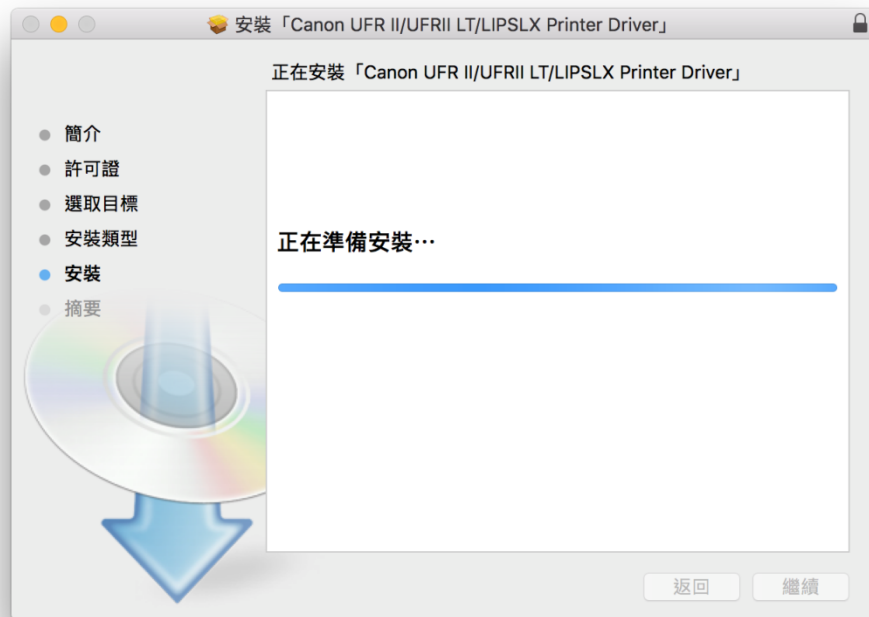 安裝「Canon UFR II/UFRII LT/LIPSLX Printer Driver」
正在安裝「Canon UFR II/UFRII LT/LIPSLX Printer Driver」
簡介
許可證
選取目標
安裝類型
安裝
摘要
正在準備安裝⋯
返回
繼續